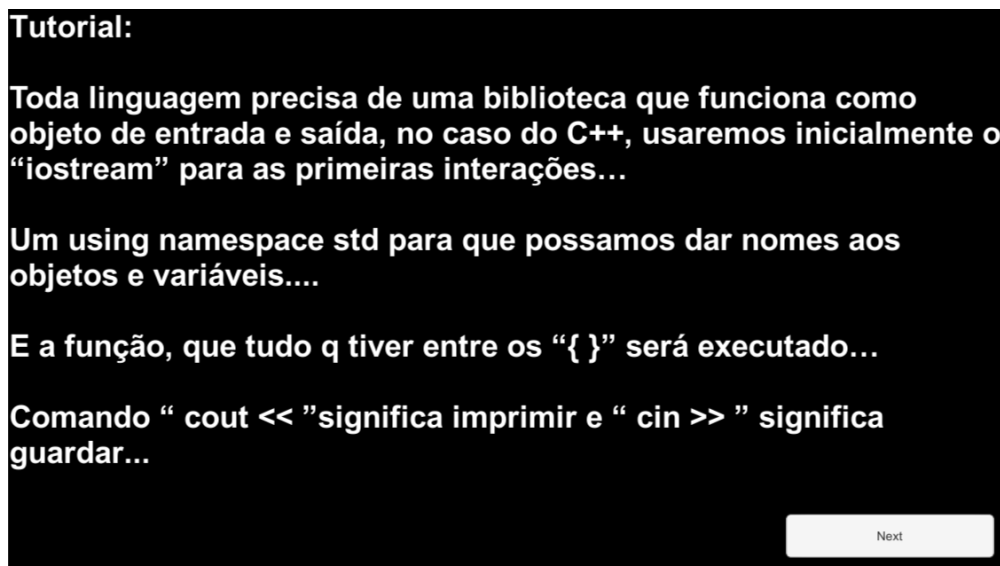 Tutorial:
Toda linguagem precisa de uma biblioteca que funciona como
objeto de entrada e saída, no caso do C++, usaremos inicialmente o
“iostream” para as primeiras interações…
Um using namespace std para que possamos dar nomes aos
objetos e variáveis....
E a função, que tudo q tiver entre os “{ }” será executado…
Comando “ cout << ”significa imprimir e “ cin >> ” significa
guardar...
Next